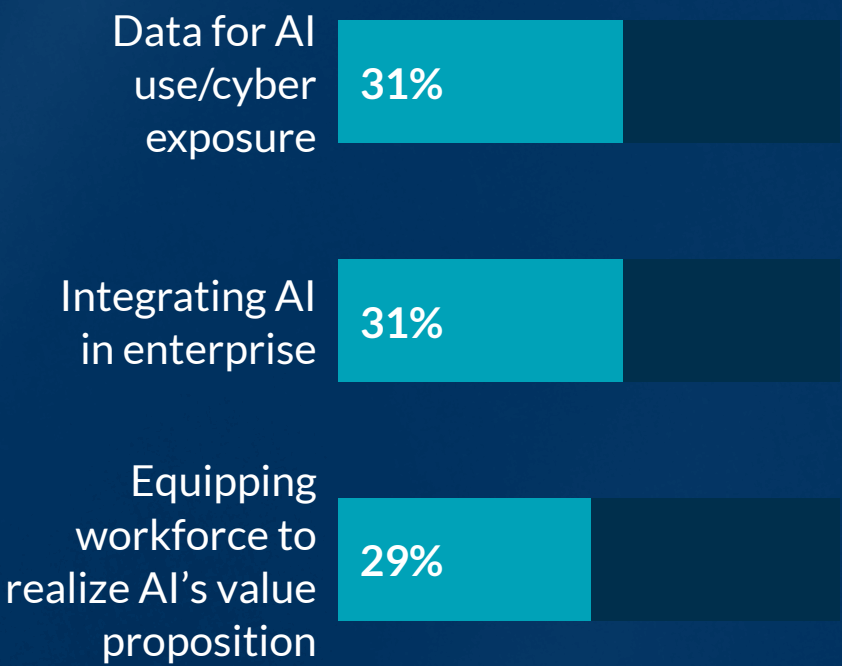 Data for AI
use/cyber
exposure
31%
Integrating AI
in enterprise
31%
Equipping
workforce to
realize AI’s value
proposition
29%